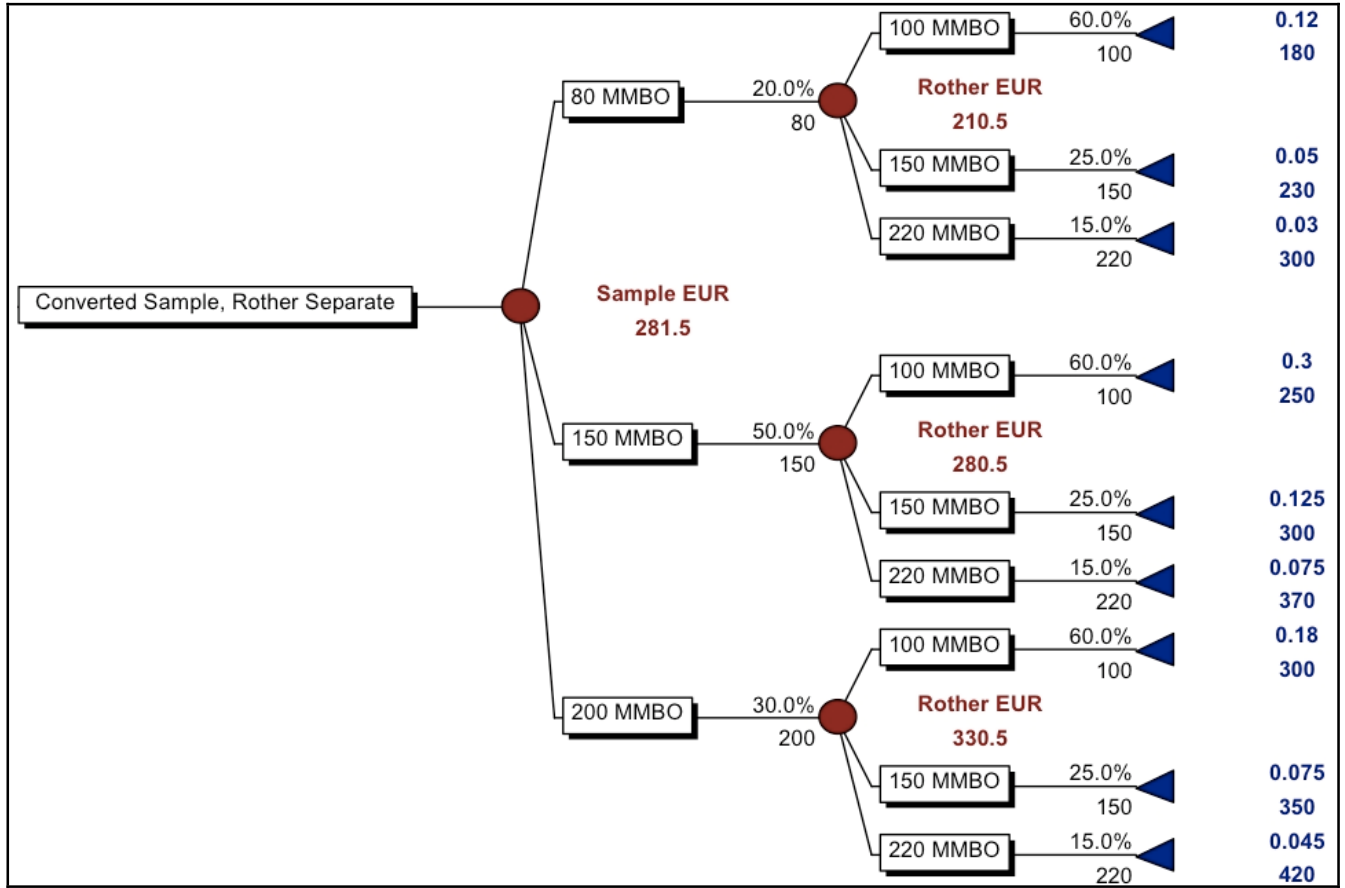 100 MMBO 60.0% 0.12
100 180
80 MMBO 20.0% Rother EUR
80 210.5
150 MMBO 25.0% 0.05
150 230
220 MMBO 15.0% 0.03
220 300
Converted Sample, Rother Separate Sample EUR
281.5
100 MMBO 60.0% 0.3
100 250
150 MMBO 50.0% Rother EUR
150 280.5
150 MMBO 25.0% 0.125
150 300
220 MMBO 15.0% 0.075
220 370
100 MMBO 60.0% 0.18
100 300
200 MMBO 30.0% Rother EUR
200 330.5
150 MMBO 25.0% 0.075
150 350
220 MMBO 15.0% 0.045
220 420